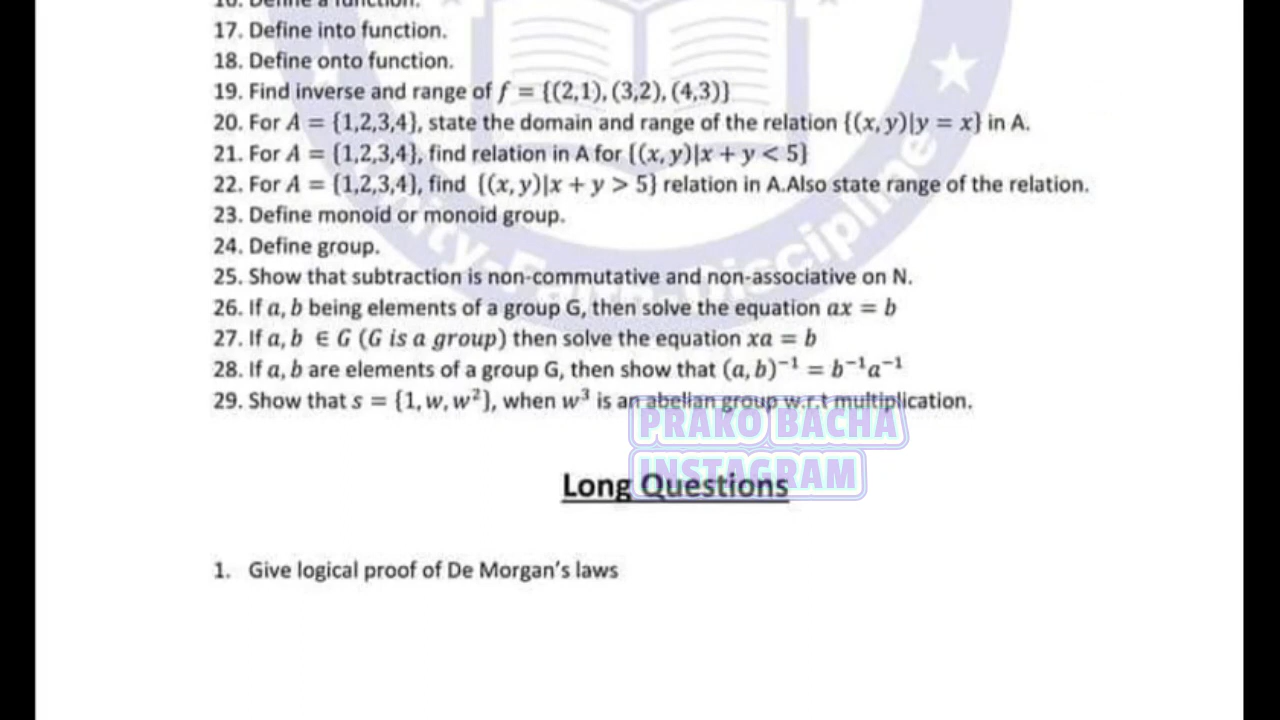 16. Define a function.
17. Define into function.
18. Define onto function.
19. Find inverse and range of f = {(2,1), (3,2), (4,3)}
20. For A = {1,2,3,4}, state the domain and range of the relation {(x, y)|y = x} in A.
21. For A = {1,2,3,4}, find relation in A for {(x, y)|x + y < 5}
22. For A = {1,2,3,4}, find {(x, y)|x + y > 5} relation in A.Also state range of the relation.
23. Define monoid or monoid group.
24. Define group.
25. Show that subtraction is non-commutative and non-associative on N.
26. If a, b being elements of a group G, then solve the equation ax = b
27. If a, b ∈ G (G is a group) then solve the equation xa = b
28. If a, b are elements of a group G, then show that (a, b)⁻¹ = b⁻¹a⁻¹
29. Show that s = {1, w, w²}, when w³ is an abelian group w.r.t multiplication.
PRAKO BACHA
INSTAGRAM
Long Questions
1. Give logical proof of De Morgan's laws
Discipline